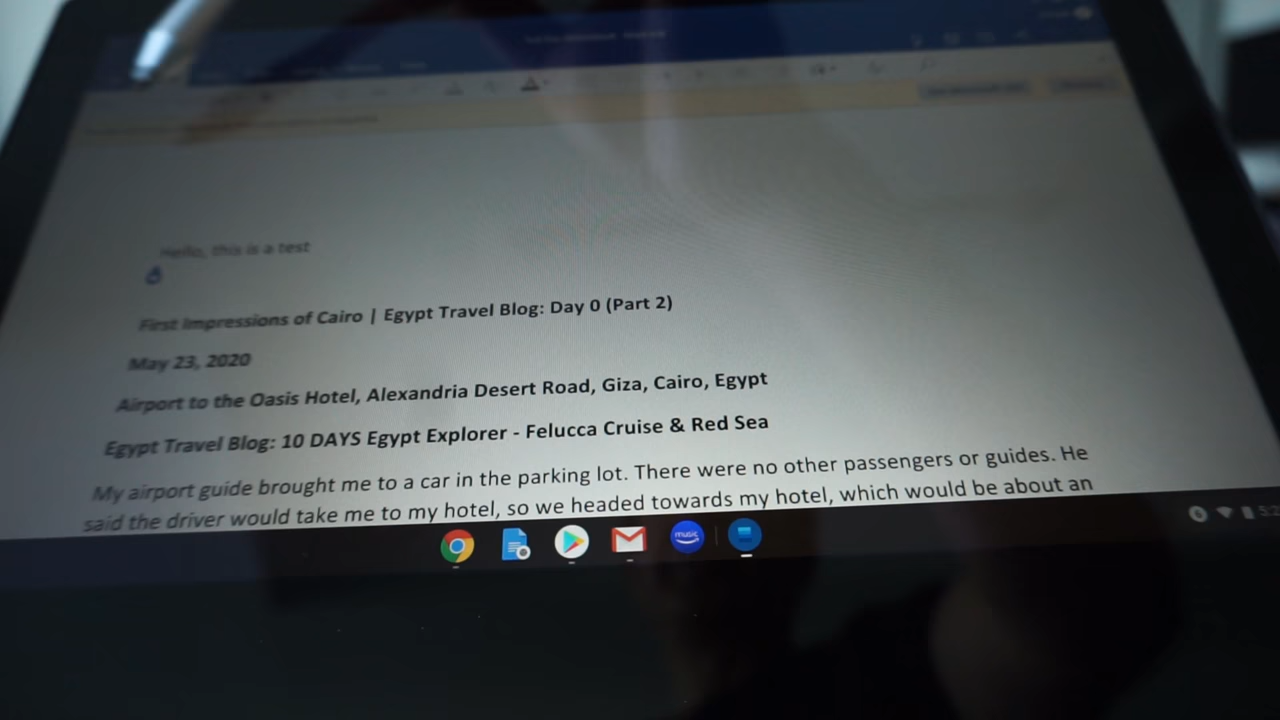 Hello, this is a test
First Impressions of Cairo | Egypt Travel Blog: Day 0 (Part 2)
May 23, 2020
Airport to the Oasis Hotel, Alexandria Desert Road, Giza, Cairo, Egypt
Egypt Travel Blog: 10 DAYS Egypt Explorer - Felucca Cruise & Red Sea
My airport guide brought me to a car in the parking lot. There were no other passengers or guides. He
said the driver would take me to my hotel, so we headed towards my hotel, which would be about an
music